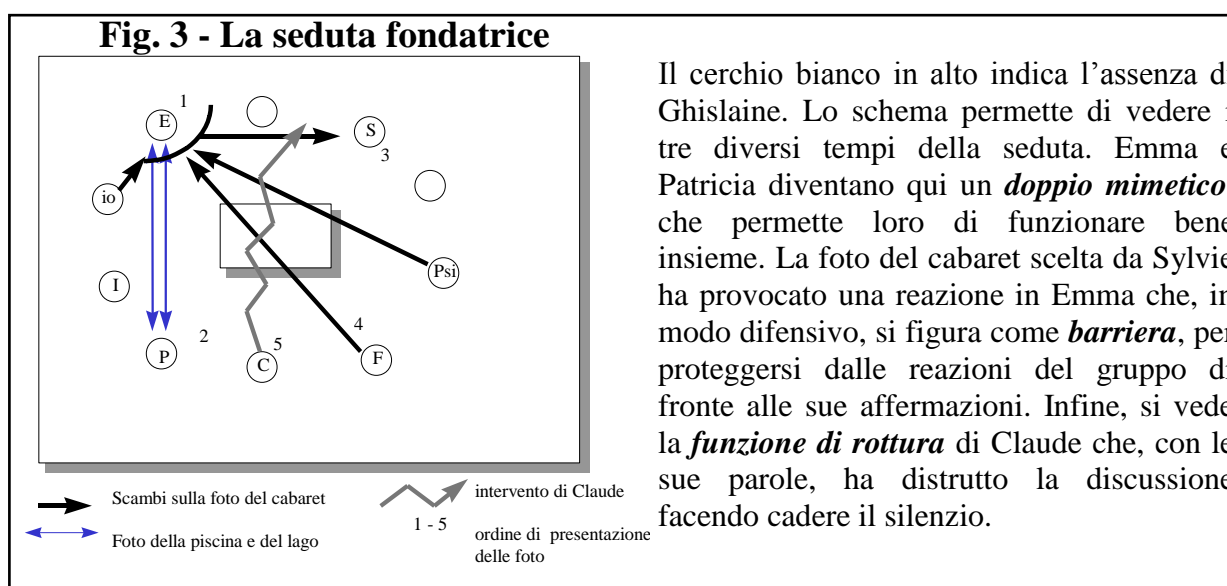 Fig. 3 - La seduta fondatrice
1
E
S
3
io
I
Psi
P
2
4
5
C
F
Scambi sulla foto del cabaret
Foto della piscina e del lago
intervento di Claude
1 - 5
ordine di presentazione
delle foto
Il cerchio bianco in alto indica l’assenza di
Ghislaine. Lo schema permette di vedere i
tre diversi tempi della seduta. Emma e
Patricia diventano qui un doppio mimetico
che permette loro di funzionare bene
insieme. La foto del cabaret scelta da Sylvie
ha provocato una reazione in Emma che, in
modo difensivo, si figura come barriera, per
proteggersi dalle reazioni del gruppo di
fronte alle sue affermazioni. Infine, si vede
la funzione di rottura di Claude che, con le
sue parole, ha distrutto la discussione
facendo cadere il silenzio.